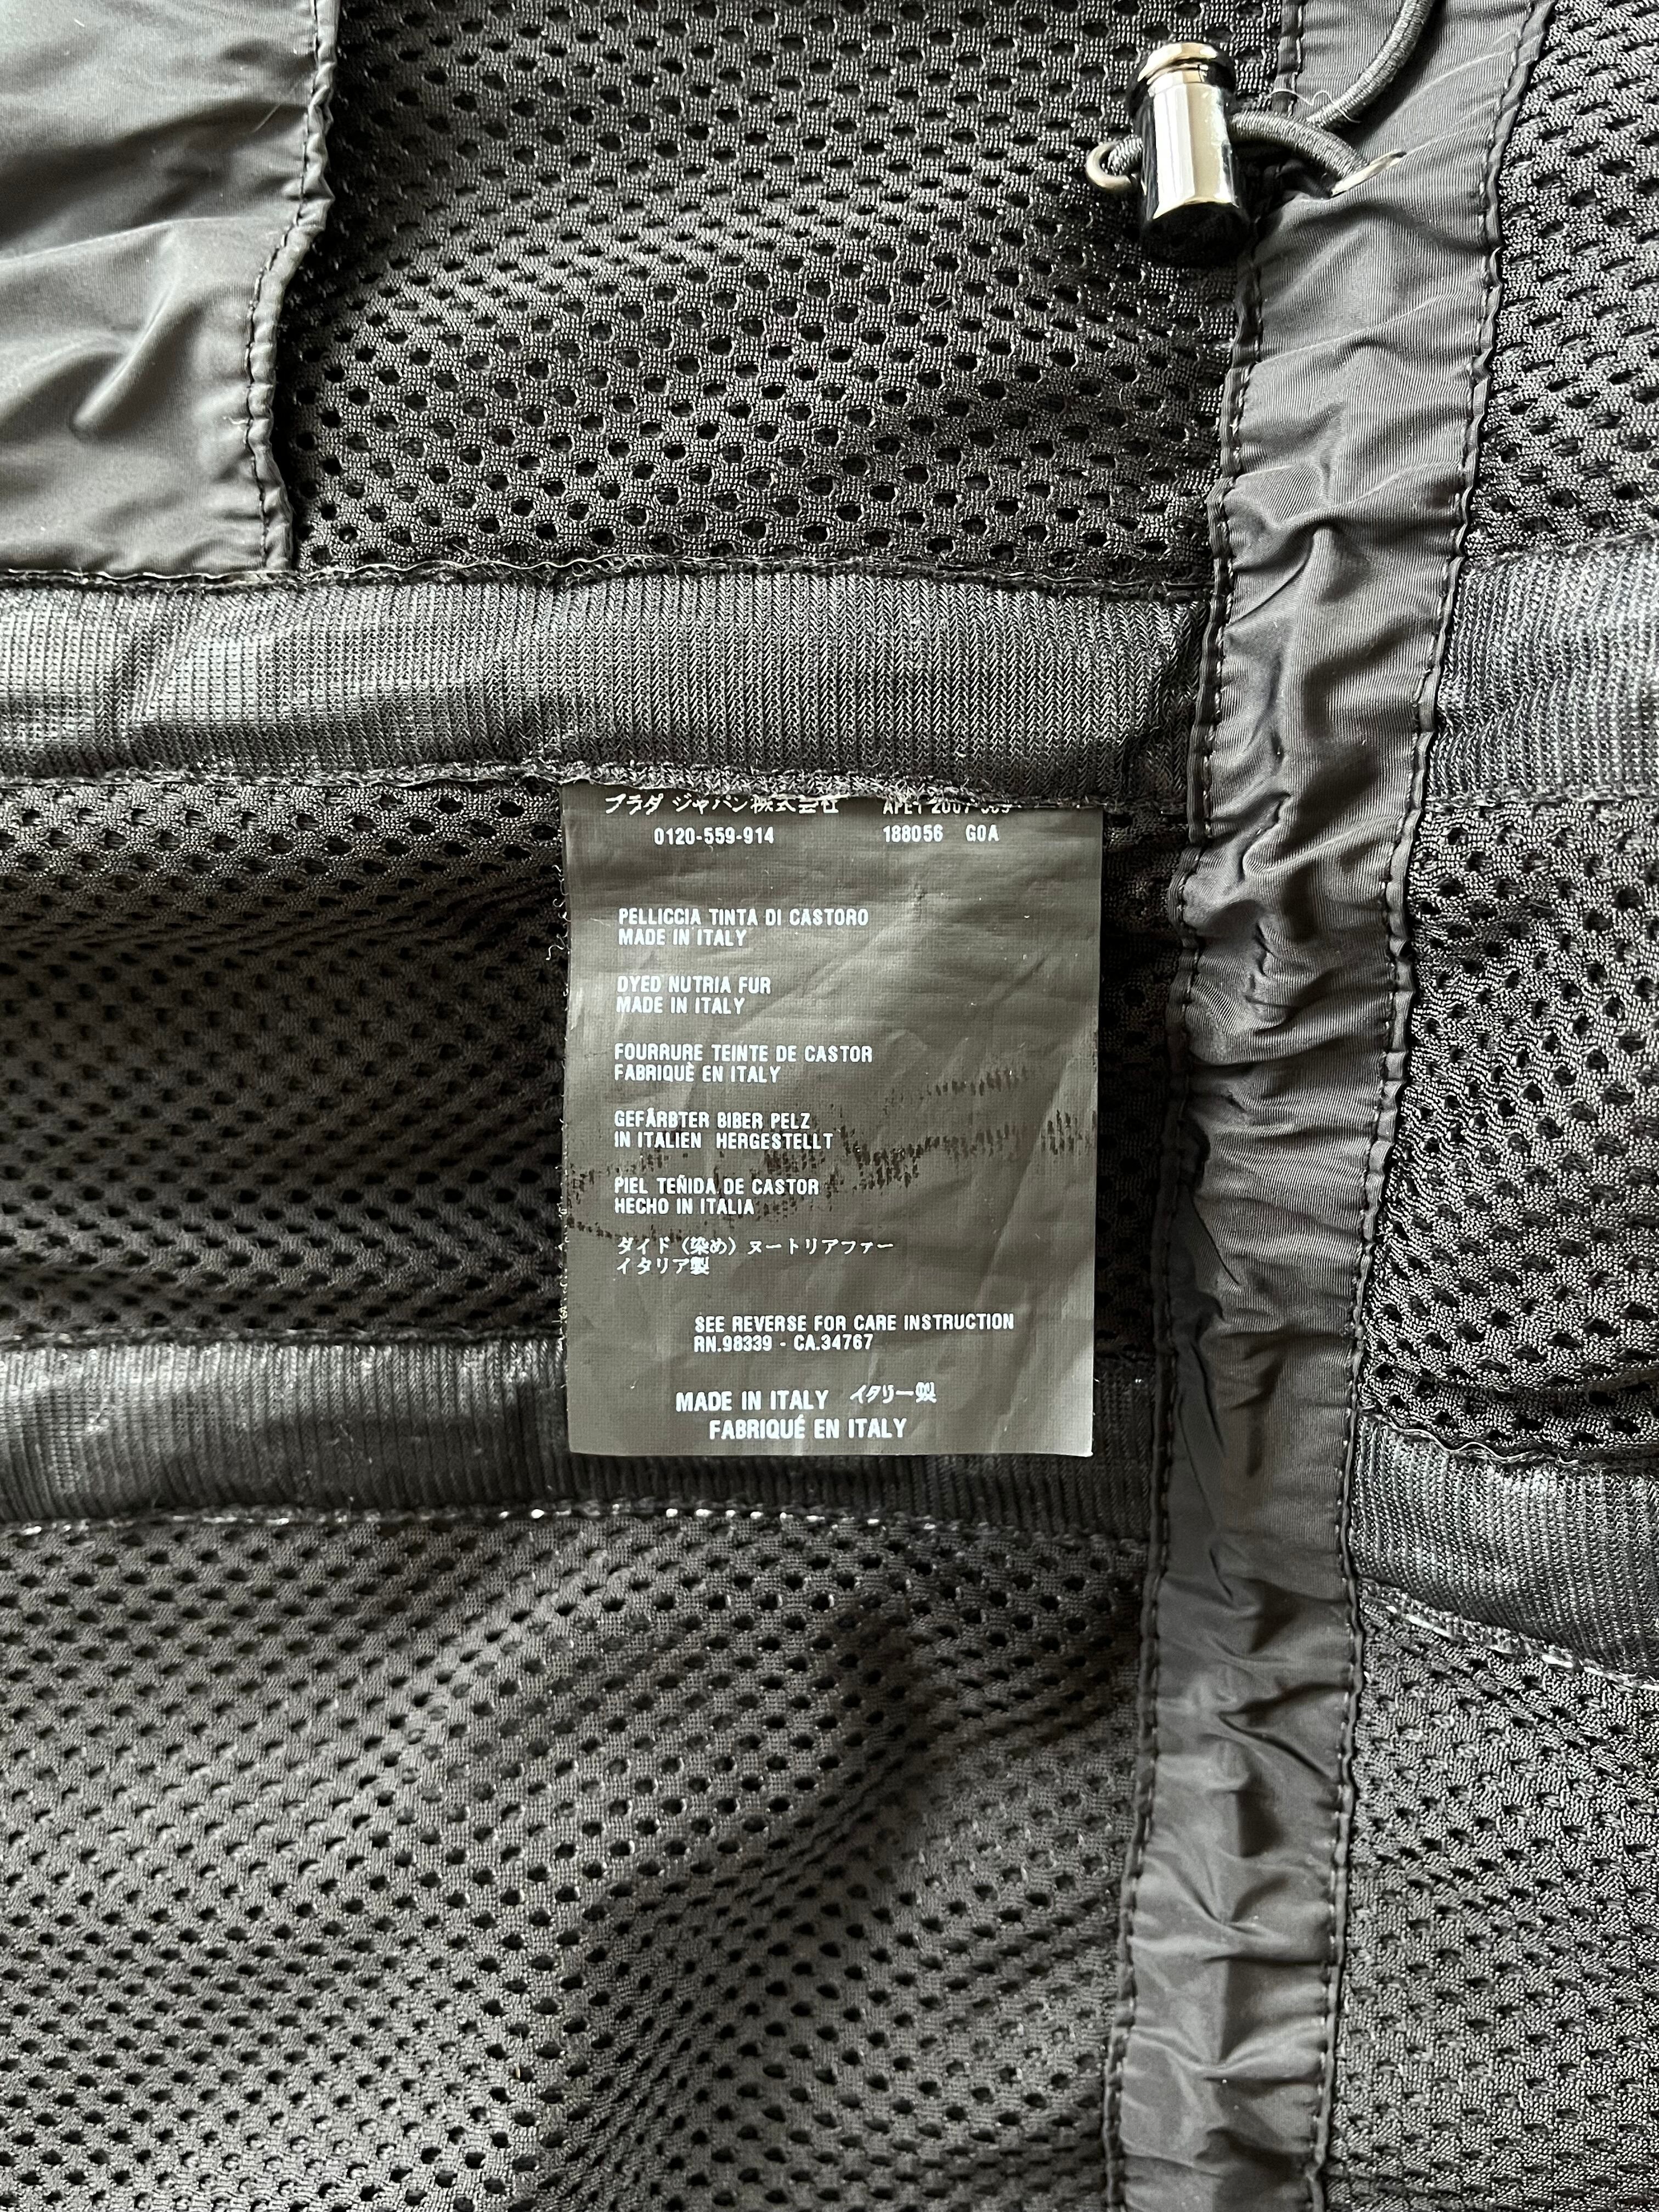 プラダ ジャパン株式会社
0120-559-914 188056 GOA
PELLICCIA TINTA DI CASTORO
MADE IN ITALY
DYED NUTRIA FUR
MADE IN ITALY
FOURRURE TEINTE DE CASTOR
FABRIQUÈ EN ITALY
GEFÄRBTER BIBER PELZ
IN ITALIEN HERGESTELLT
PIEL TEÑIDA DE CASTOR
HECHO IN ITALIA
ダイド（染め）ヌートリアファー
イタリア製
SEE REVERSE FOR CARE INSTRUCTION
RN.98339 - CA.34767
MADE IN ITALY イタリー製
FABRIQUÉ EN ITALY